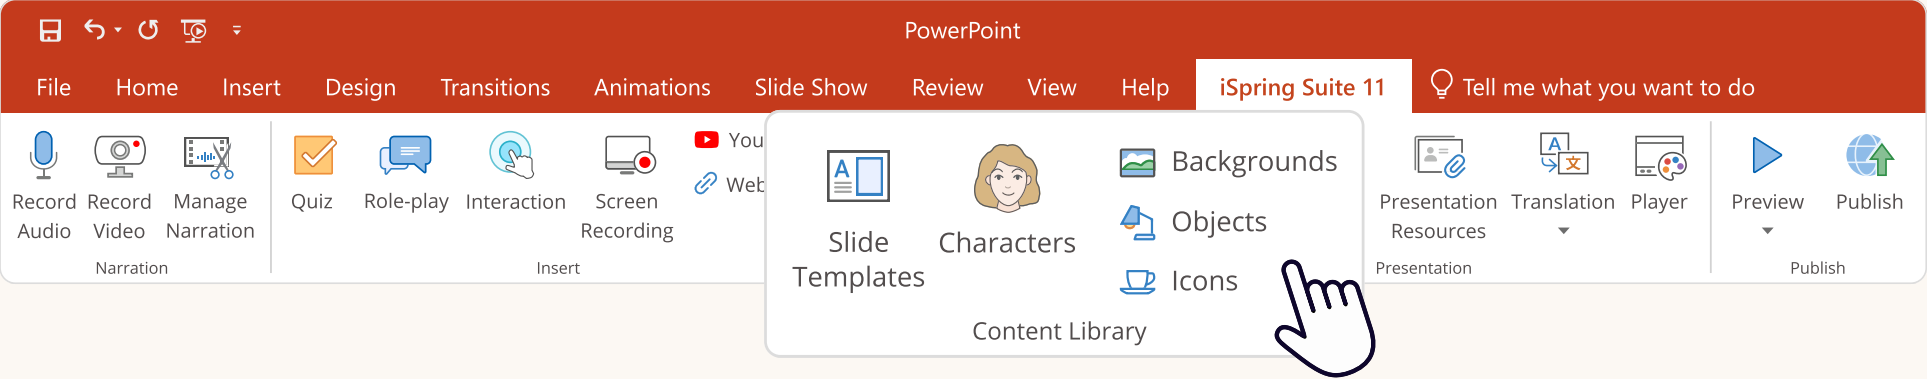 PowerPoint
File Home Insert Design Transitions Animations Slide Show Review View Help iSpring Suite 11 Tell me what you want to do
Record Audio
Record Video
Manage Narration
Narration
Quiz
Role-play
Interaction
Screen Recording
You
Web
Insert
A
Slide
Templates
Characters
Backgrounds
Objects
Icons
Content Library
Presentation Resources
A
文
Translation
Player
Presentation
Preview
Publish
Publish